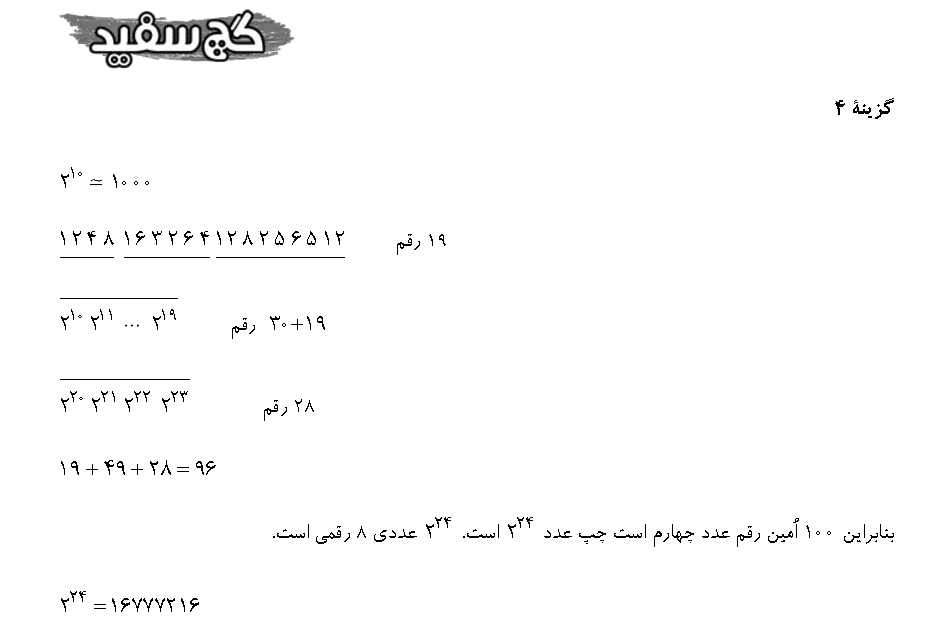 گچ سفید
گزینهٔ ۴
۲^۱۰ ≃ ۱۰۰۰
۱۲۴۸ ۱۶۳۲۶۴ ۱۲۸۲۵۶۵۱۲ ۱۹ رقم
۲^۱۰ ۲^۱۱ ... ۲^۱۹ رقم ۳۰+۱۹
۲^۲۰ ۲^۲۱ ۲^۲۲ ۲^۲۳ ۲۸ رقم
۱۹ + ۴۹ + ۲۸ = ۹۶
بنابراین ۱۰۰ اُمین رقم عدد چهارم است چپ عدد ۲^۲۴ است. ۲^۲۴ عددی ۸ رقمی است.
۲^۲۴ = ۱۶۷۷۷۲۱۶